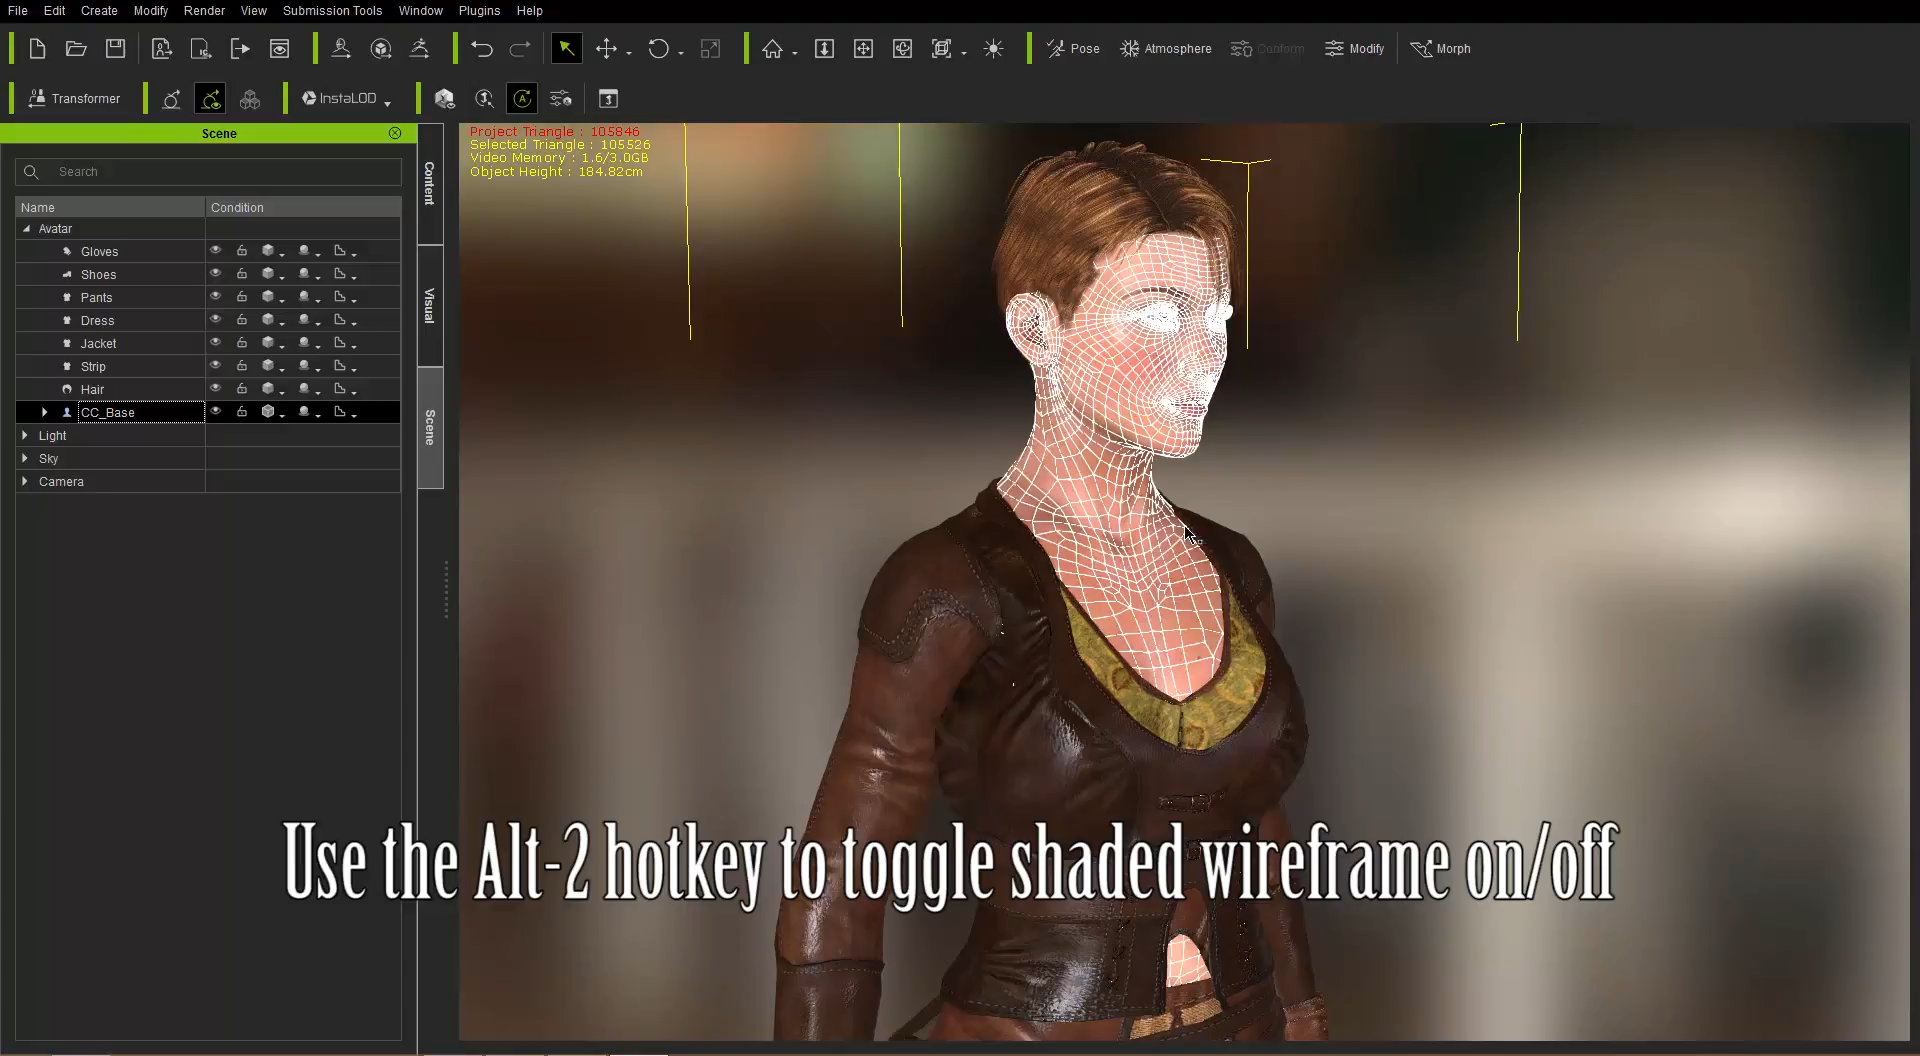 File Edit Create Modify Render View Submission Tools Window Plugins Help
Pose Atmosphere Conform Modify Morph
Transformer InstaLOD
Scene
Search
Name Condition
Avatar
Gloves
Shoes
Pants
Dress
Jacket
Strip
Hair
CC_Base
Light
Sky
Camera
Content
Visual
Scene
Project Triangle : 105846
Selected Triangle : 105526
Video Memory : 1.6/3.0GB
Object Height : 184.82cm
Use the Alt-2 hotkey to toggle shaded wireframe on/off